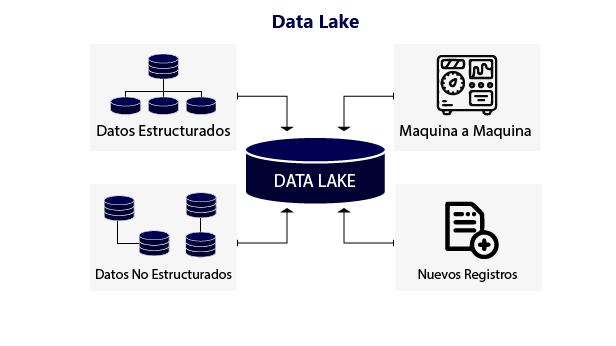 Data Lake
Datos Estructurados
Maquina a Maquina
DATA LAKE
Datos No Estructurados
Nuevos Registros